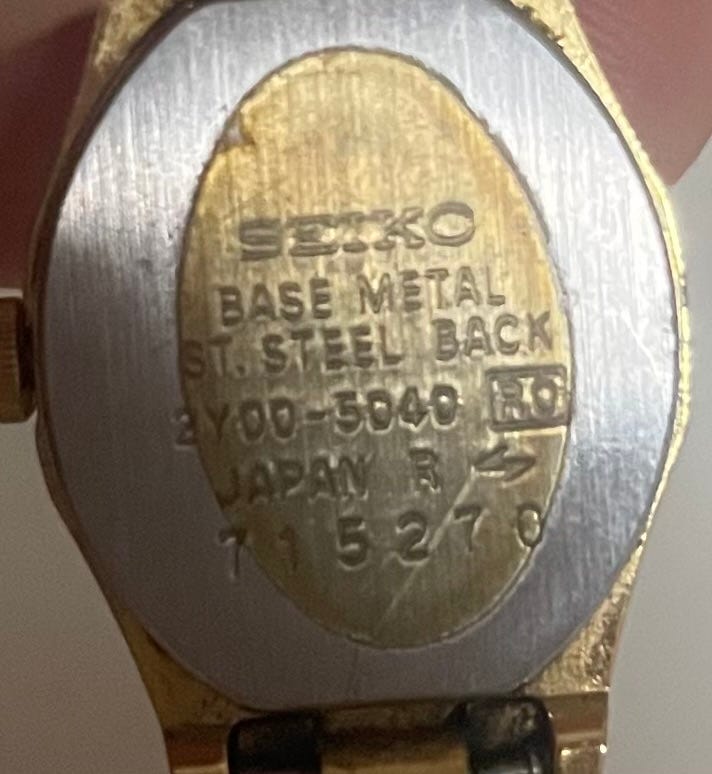 SEIKO
BASE METAL
ST. STEEL BACK
2Y00-5040 R0
JAPAN R
715270